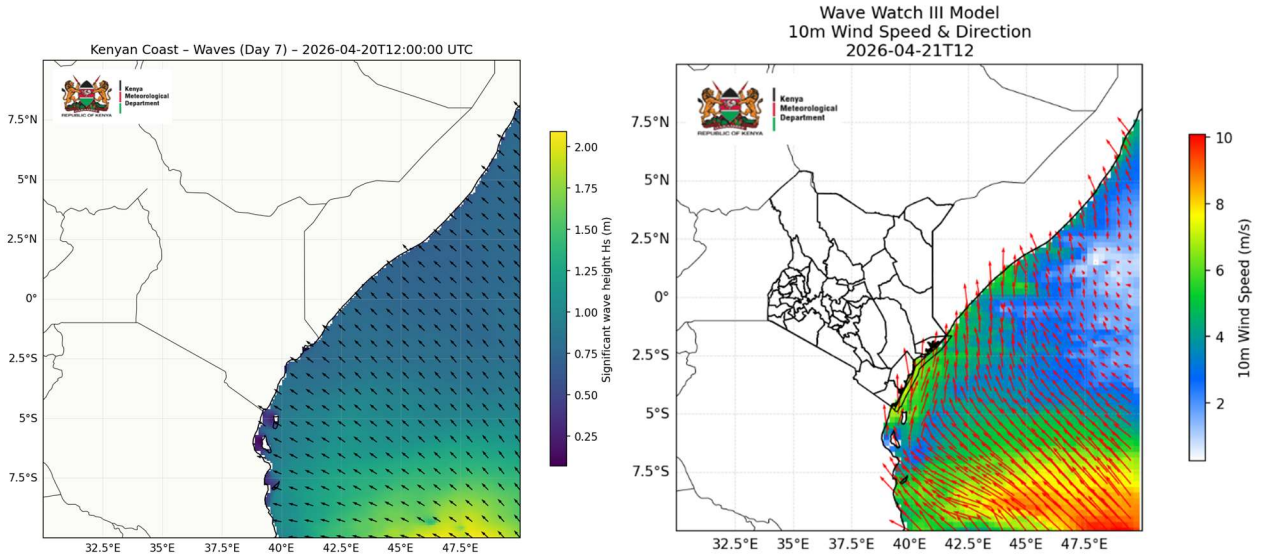 Kenyan Coast – Waves (Day 7) – 2026-04-20T12:00:00 UTC
Kenya
Meteorological
Department
REPUBLIC OF KENYA
7.5°N
5°N
2.5°N
0°
2.5°S
5°S
7.5°S
32.5°E 35°E 37.5°E 40°E 42.5°E 45°E 47.5°E
2.00
1.75
1.50
1.25
1.00
0.75
0.50
0.25
Significant wave height Hs (m)
Wave Watch III Model
10m Wind Speed & Direction
2026-04-21T12
Kenya
Meteorological
Department
REPUBLIC OF KENYA
7.5°N
5°N
2.5°N
0°
2.5°S
5°S
7.5°S
32.5°E 35°E 37.5°E 40°E 42.5°E 45°E 47.5°E
10
8
6
4
2
10m Wind Speed (m/s)